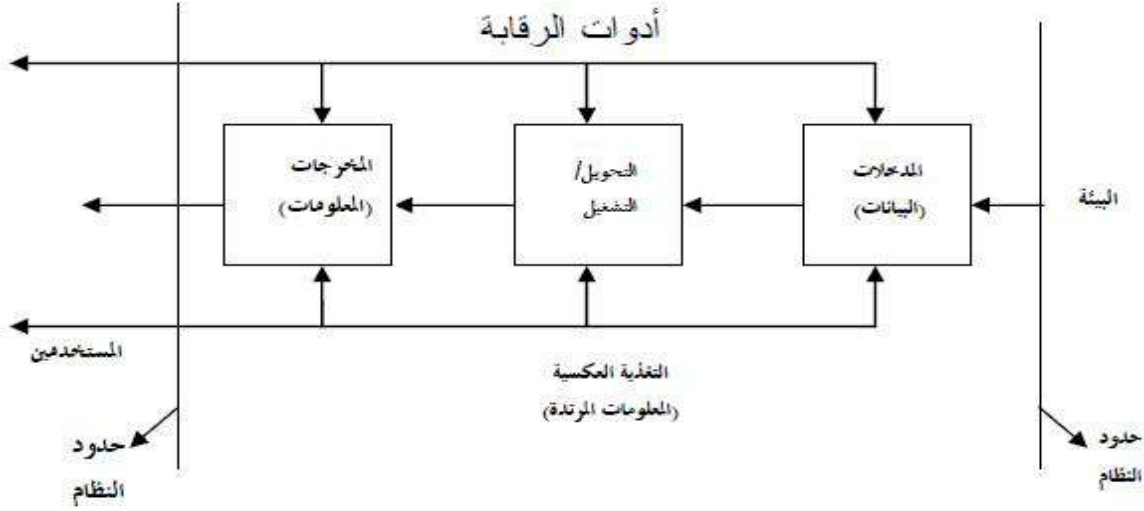 أدوات الرقابة
المدخلات
(البيانات)
التحويل/
التشغيل
المخرجات
(المعلومات)
البيئة
المستخدمين
التغذية العكسية
(المعلومات المرتدة)
حدود
النظام
حدود
النظام